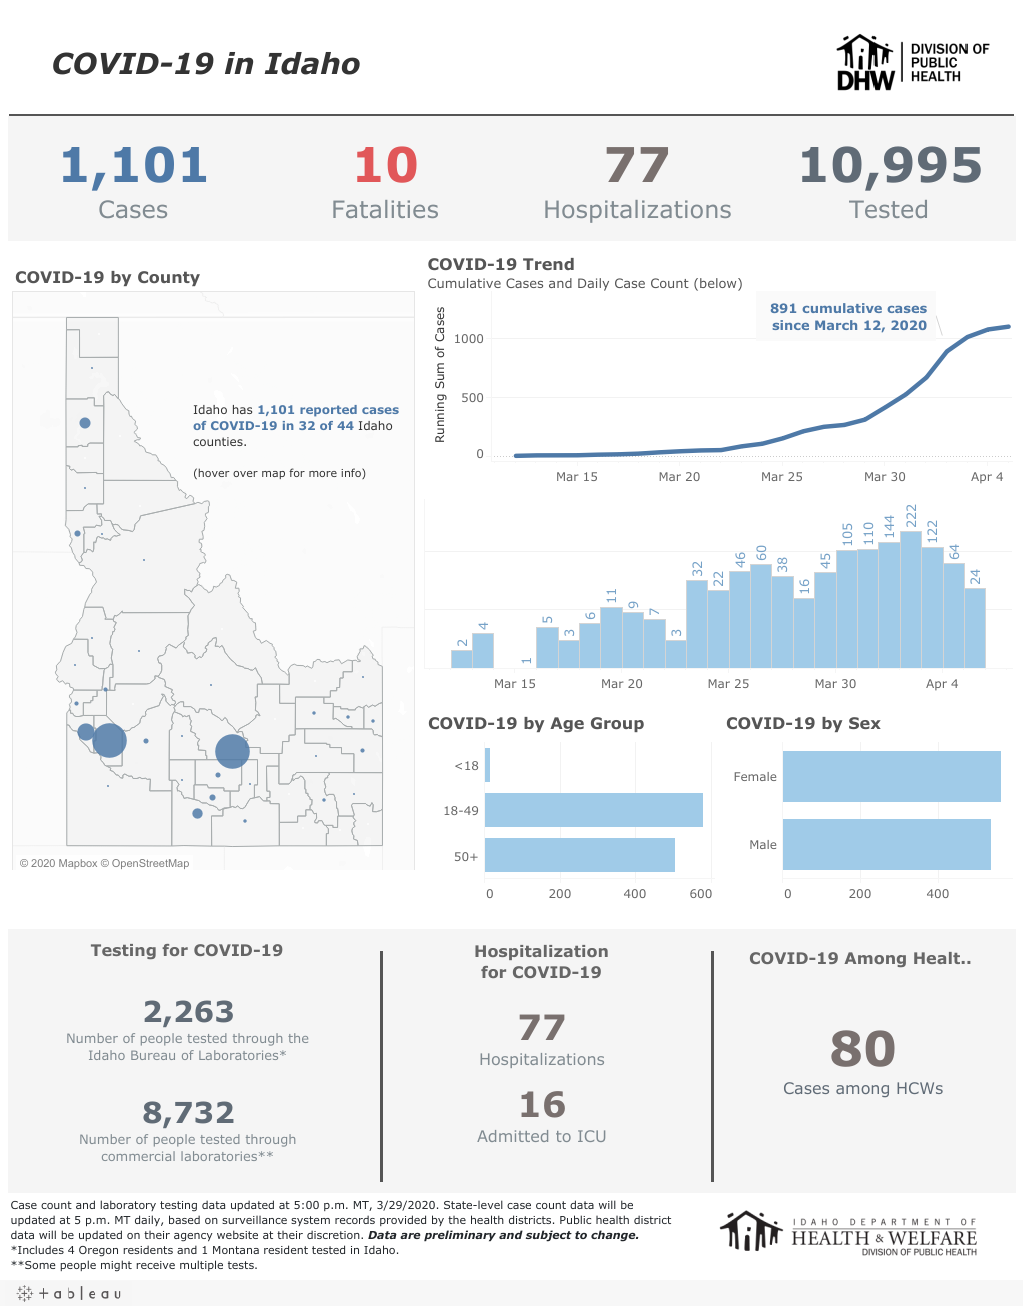 COVID-19 in Idaho
DHW
DIVISION OF
PUBLIC
HEALTH
1,101
Cases
10
Fatalities
77
Hospitalizations
10,995
Tested
COVID-19 by County
Idaho has 1,101 reported cases
of COVID-19 in 32 of 44 Idaho
counties.
(hover over map for more info)
© 2020 Mapbox © OpenStreetMap
COVID-19 Trend
Cumulative Cases and Daily Case Count (below)
891 cumulative cases
since March 12, 2020
Running Sum of Cases
1000
500
0
Mar 15 Mar 20 Mar 25 Mar 30 Apr 4
2 4 1 5 3 6 11 9 7 3 32 22 46 60 38 16 45 105 110 144 222 122 64 24
Mar 15 Mar 20 Mar 25 Mar 30 Apr 4
COVID-19 by Age Group
<18
18-49
50+
0 200 400 600
COVID-19 by Sex
Female
Male
0 200 400
Testing for COVID-19
2,263
Number of people tested through the
Idaho Bureau of Laboratories*
8,732
Number of people tested through
commercial laboratories**
Hospitalization
for COVID-19
77
Hospitalizations
16
Admitted to ICU
COVID-19 Among Healt..
80
Cases among HCWs
Case count and laboratory testing data updated at 5:00 p.m. MT, 3/29/2020. State-level case count data will be
updated at 5 p.m. MT daily, based on surveillance system records provided by the health districts. Public health district
data will be updated on their agency website at their discretion. Data are preliminary and subject to change.
*Includes 4 Oregon residents and 1 Montana resident tested in Idaho.
**Some people might receive multiple tests.
IDAHO DEPARTMENT OF
HEALTH & WELFARE
DIVISION OF PUBLIC HEALTH
+ a b l e a u